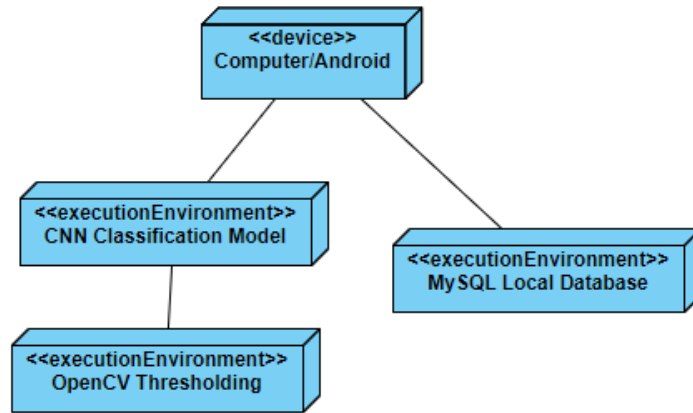 <<device>>
Computer/Android
<<executionEnvironment>>
CNN Classification Model
<<executionEnvironment>>
MySQL Local Database
<<executionEnvironment>>
OpenCV Thresholding